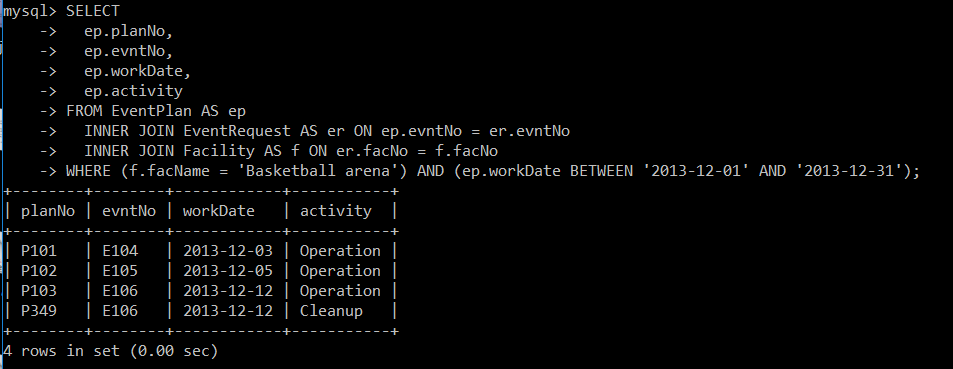 mysql> SELECT
    ->   ep.planNo,
    ->   ep.evntNo,
    ->   ep.workDate,
    ->   ep.activity
    -> FROM EventPlan AS ep
    ->   INNER JOIN EventRequest AS er ON ep.evntNo = er.evntNo
    ->   INNER JOIN Facility AS f ON er.facNo = f.facNo
    -> WHERE (f.facName = 'Basketball arena') AND (ep.workDate BETWEEN '2013-12-01' AND '2013-12-31');
+--------+--------+------------+-----------+
| planNo | evntNo | workDate   | activity  |
+--------+--------+------------+-----------+
| P101   | E104   | 2013-12-03 | Operation |
| P102   | E105   | 2013-12-05 | Operation |
| P103   | E106   | 2013-12-12 | Operation |
| P349   | E106   | 2013-12-12 | Cleanup   |
+--------+--------+------------+-----------+
4 rows in set (0.00 sec)